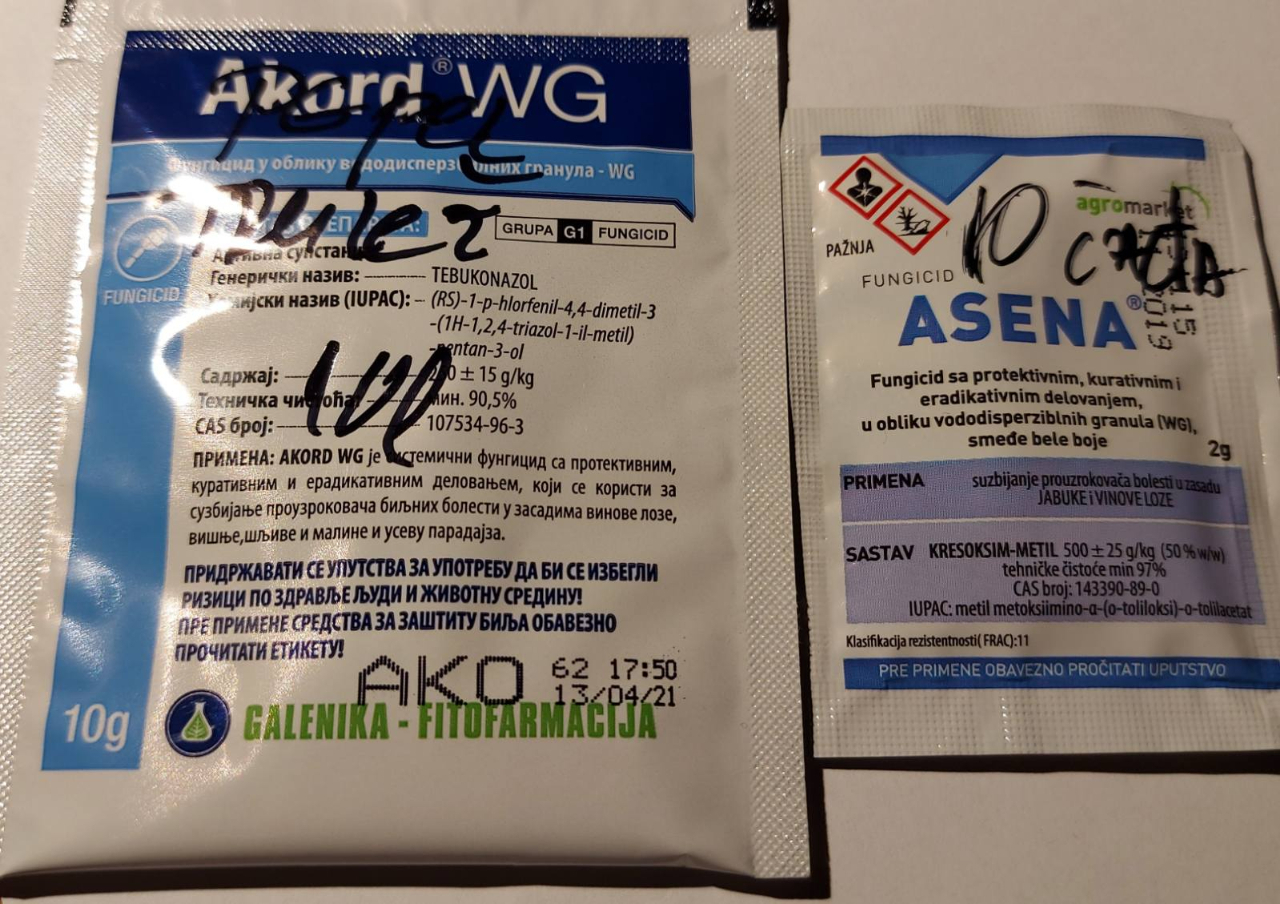 Akord® WG
Фунгицид у облику вододисперзибилних гранула - WG
GRUPA G1 FUNGICID
FUNGICID
Активна супстанца
Генерички назив: TEBUKONAZOL
Хемијски назив (IUPAC): – (RS)-1-p-hlorfenil-4,4-dimetil-3
-(1H-1,2,4-triazol-1-il-metil)
-pentan-3-ol
Садржај: ± 15 g/kg
Техничка чистоћа: мин. 90,5%
CAS број: 107534-96-3
ПРИМЕНА: AKORD WG је системични фунгицид са протективним,
куративним и ерадикативним деловањем, који се користи за
сузбијање проузроковача биљних болести у засадима винове лозе,
вишње,шљиве и малине и усеву парадајза.
ПРИДРЖАВАТИ СЕ УПУТСТВА ЗА УПОТРЕБУ ДА БИ СЕ ИЗБЕГЛИ
РИЗИЦИ ПО ЗДРАВЉЕ ЉУДИ И ЖИВОТНУ СРЕДИНУ!
ПРЕ ПРИМЕНЕ СРЕДСТВА ЗА ЗАШТИТУ БИЉА ОБАВЕЗНО
ПРОЧИТАТИ ЕТИКЕТУ!
AKO 62 17:50
13/04/21
10g
GALENIKA - FITOFARMACIJA
agromarket
PAŽNJA
10
FUNGICID
ASENA®
Fungicid sa protektivnim, kurativnim i
eradikativnim delovanjem,
u obliku vododisperziblnih granula (WG),
smeđe bele boje
2g
PRIMENA suzbijanje prouzrokovača bolesti u zasadu
JABUKE i VINOVE LOZE
SASTAV KRESOKSIM-METIL 500 ± 25 g/kg (50 % w/w)
tehničke čistoće min 97%
CAS broj: 143390-89-0
IUPAC: metil metoksiimino-α-(o-toliloksi)-o-tolilacetat
Klasifikacija rezistentnosti( FRAC):11
PRE PRIMENE OBAVEZNO PROČITATI UPUTSTVO